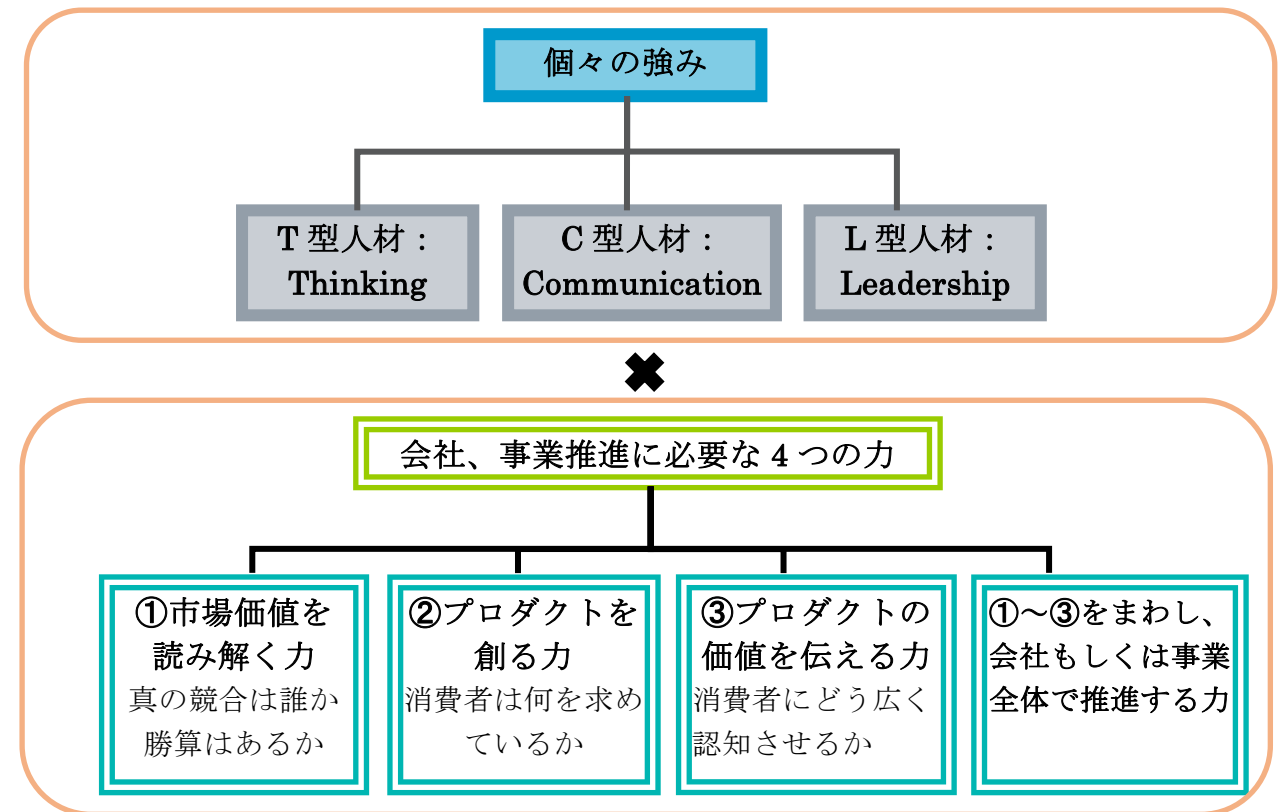 個々の強み
T 型人材：
Thinking
C 型人材：
Communication
L 型人材：
Leadership
✖
会社、事業推進に必要な 4 つの力
①市場価値を
読み解く力
真の競合は誰か
勝算はあるか
②プロダクトを
創る力
消費者は何を求め
ているか
③プロダクトの
価値を伝える力
消費者にどう広く
認知させるか
①～③をまわし、
会社もしくは事業
全体で推進する力